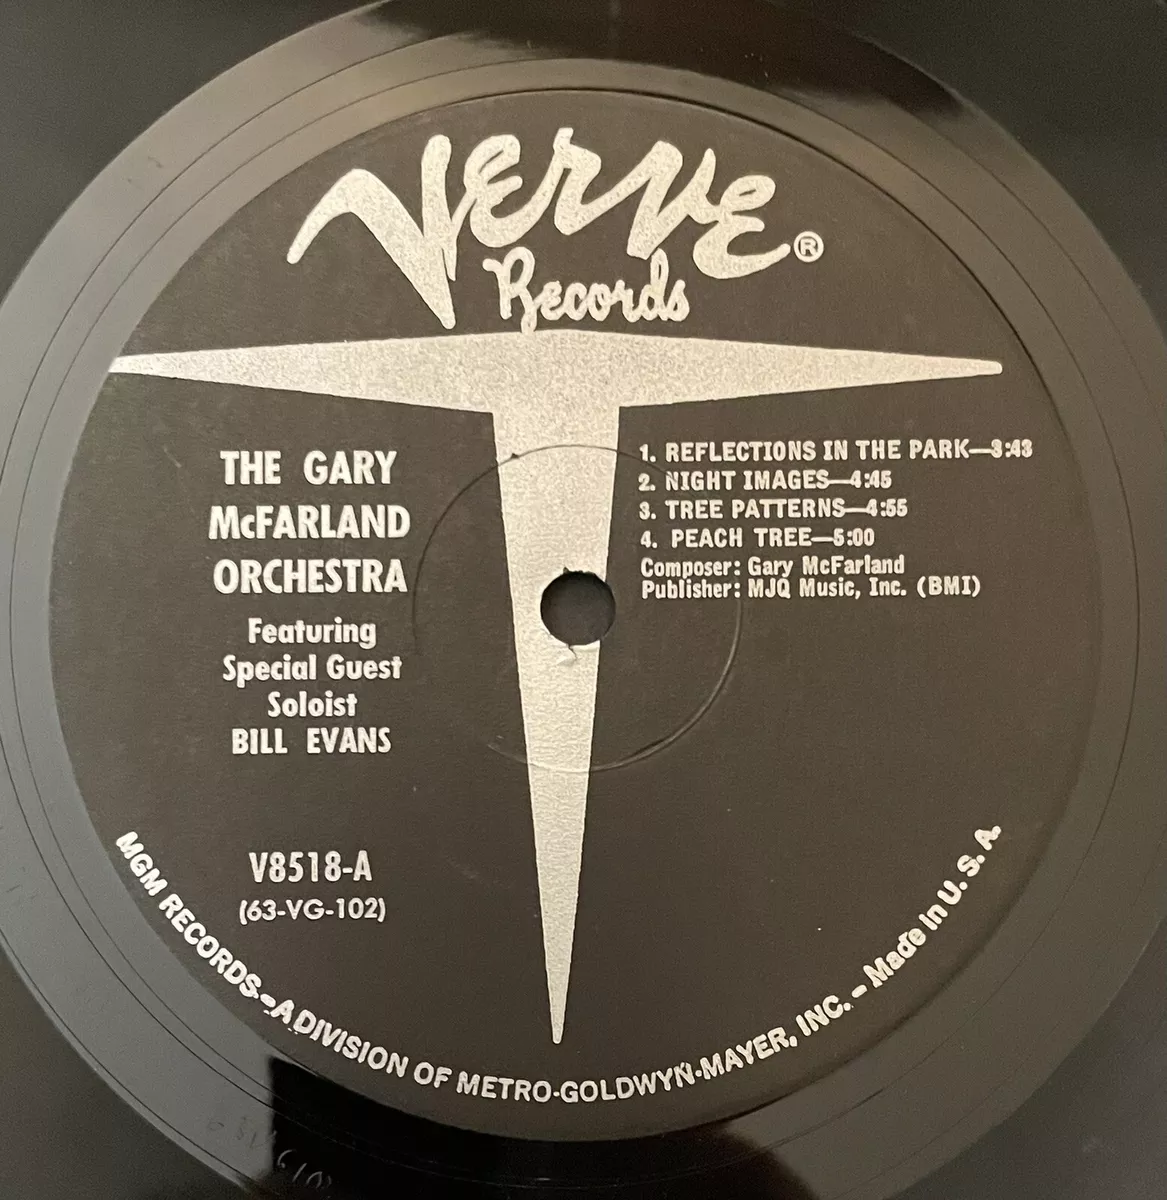 Verve®
Records
THE GARY
McFARLAND
ORCHESTRA
Featuring
Special Guest
Soloist
BILL EVANS
V8518-A
(63-VG-102)
1. REFLECTIONS IN THE PARK—3:43
2. NIGHT IMAGES—4:45
3. TREE PATTERNS—4:55
4. PEACH TREE—5:00
Composer: Gary McFarland
Publisher: MJQ Music, Inc. (BMI)
MGM RECORDS–A DIVISION OF METRO-GOLDWYN-MAYER, INC. – Made in U. S. A.